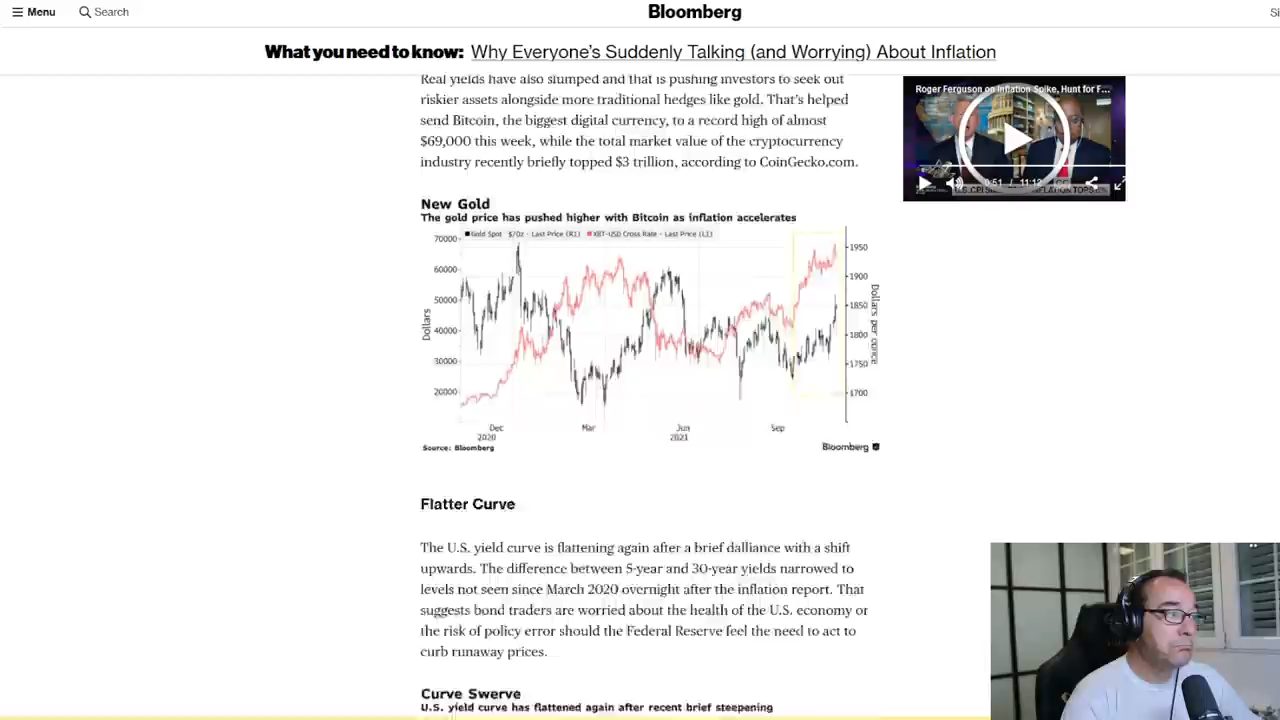 Menu
Search
Bloomberg
What you need to know: Why Everyone's Suddenly Talking (and Worrying) About Inflation
Real yields have also slumped and that is pushing investors to seek out
riskier assets alongside more traditional hedges like gold. That's helped
send Bitcoin, the biggest digital currency, to a record high of almost
$69,000 this week, while the total market value of the cryptocurrency
industry recently briefly topped $3 trillion, according to CoinGecko.com.
Roger Ferguson on Inflation Spike, Hunt for F...
New Gold
The gold price has pushed higher with Bitcoin as inflation accelerates
Gold Spot $/Oz - Last Price (R1) XBT-USD Cross Rate - Last Price (L1)
70000
60000
50000
40000
30000
20000
Dollars
1950
1900
1850
1800
1750
1700
Dollars per ounce
Dec Mar Jun Sep
2020 2021
Source: Bloomberg
Bloomberg
Flatter Curve
The U.S. yield curve is flattening again after a brief dalliance with a shift
upwards. The difference between 5-year and 30-year yields narrowed to
levels not seen since March 2020 overnight after the inflation report. That
suggests bond traders are worried about the health of the U.S. economy or
the risk of policy error should the Federal Reserve feel the need to act to
curb runaway prices.
Curve Swerve
U.S. yield curve has flattened again after recent brief steepening